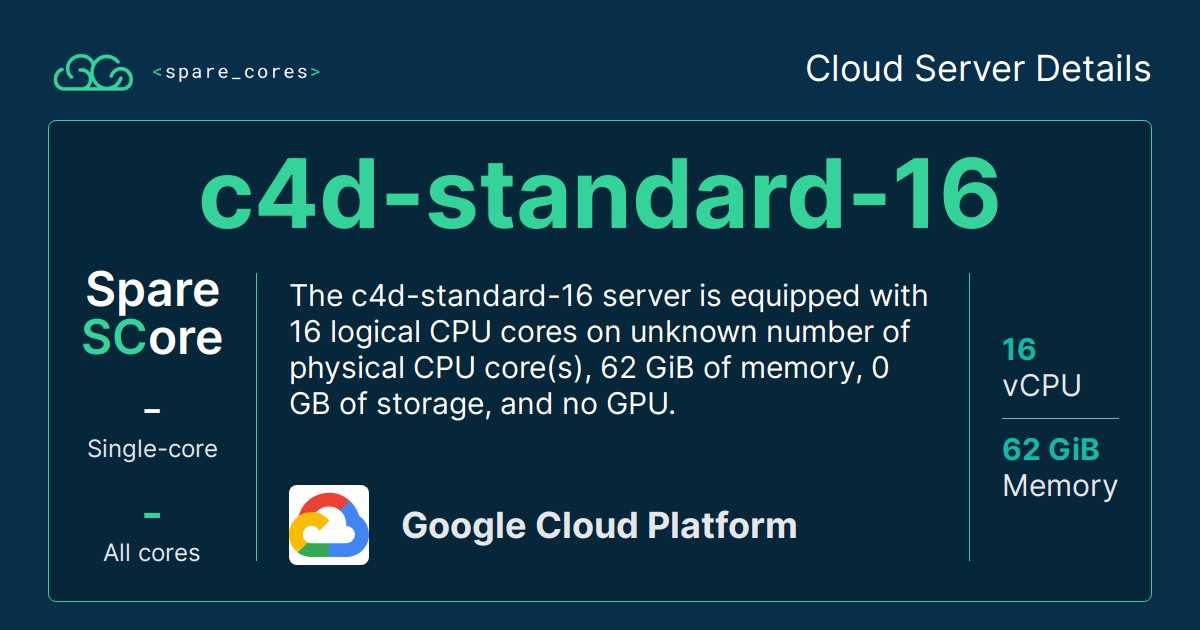 <spare_cores>
Cloud Server Details
c4d-standard-16
Spare
SCore
-
Single-core
-
All cores
The c4d-standard-16 server is equipped with
16 logical CPU cores on unknown number of
physical CPU core(s), 62 GiB of memory, 0
GB of storage, and no GPU.
Google Cloud Platform
16
vCPU
62 GiB
Memory